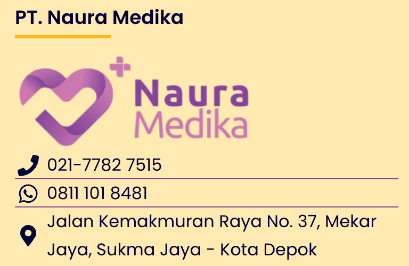 PT. Naura Medika
Naura
Medika
021-7782 7515
0811 101 8481
Jalan Kemakmuran Raya No. 37, Mekar
Jaya, Sukma Jaya - Kota Depok